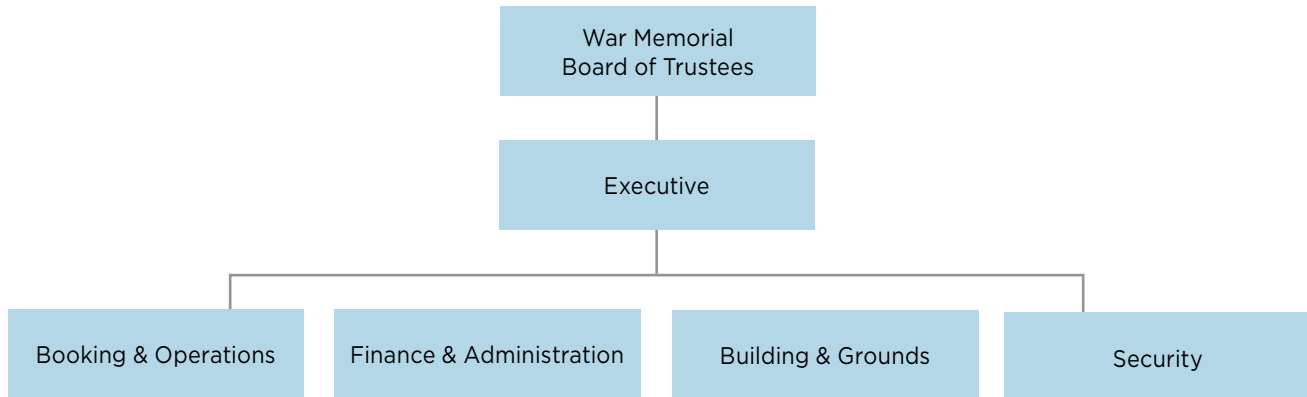 War Memorial
Board of Trustees
Executive
Booking & Operations
Finance & Administration
Building & Grounds
Security